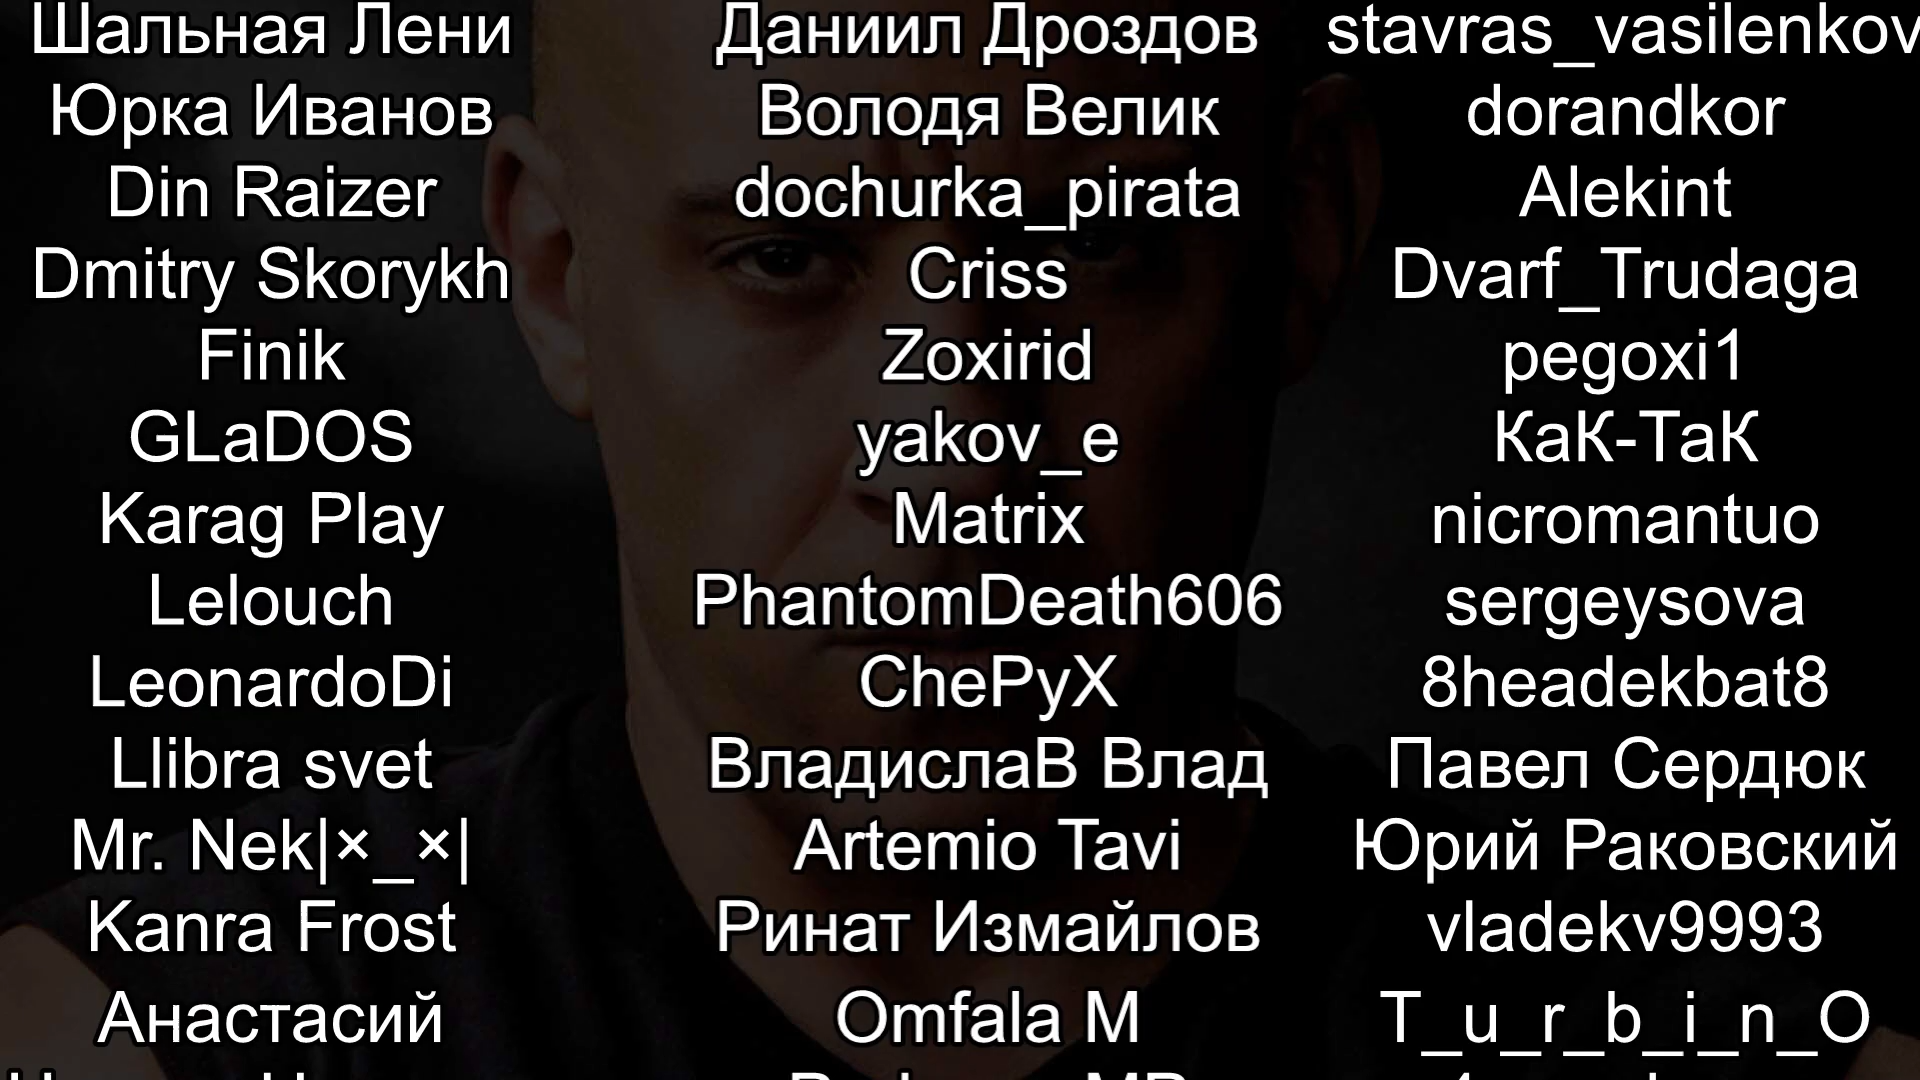 Шальная Лени
Даниил Дроздов
stavras_vasilenkov
Юрка Иванов
Володя Велик
dorandkor
Din Raizer
dochurka_pirata
Alekint
Dmitry Skorykh
Criss
Dvarf_Trudaga
Finik
Zoxirid
pegoxi1
GLaDOS
yakov_e
КаК-ТаК
Karag Play
Matrix
nicromantuo
Lelouch
PhantomDeath606
sergeysova
LeonardoDi
ChePyX
8headekbat8
Llibra svet
ВладислаВ Влад
Павел Сердюк
Mr. Nek|×_×|
Artemio Tavi
Юрий Раковский
Kanra Frost
Ринат Измайлов
vladekv9993
Анастасий
Omfala M
T_u_r_b_i_n_O